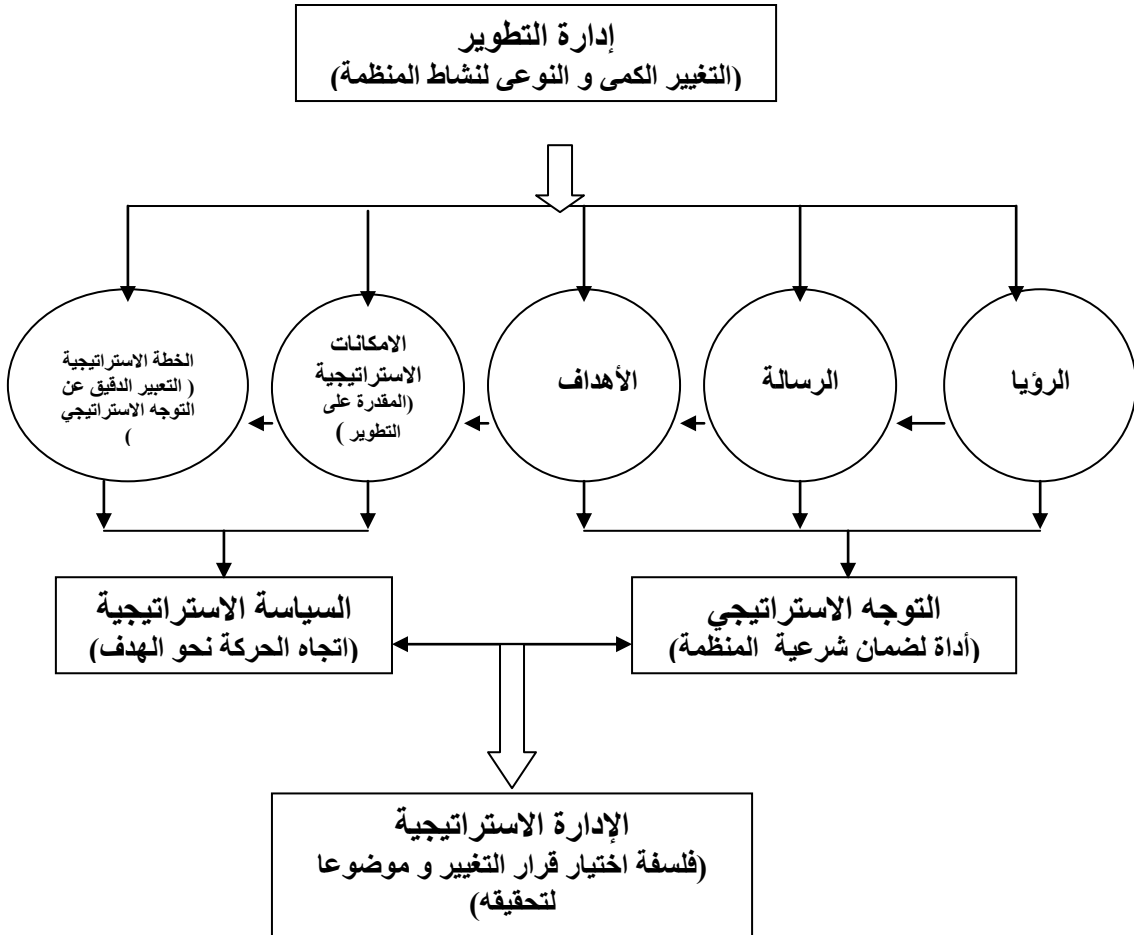 إدارة التطوير
(التغيير الكمى و النوعى لنشاط المنظمة)
الرؤيا
الرسالة
الأهداف
الامكانات
الاستراتيجية
(المقدرة على
التطوير )
الخطة الاستراتيجية
( التعبير الدقيق عن
التوجه الاستراتيجي
)
التوجه الاستراتيجي
(أداة لضمان شرعية المنظمة)
السياسة الاستراتيجية
(اتجاه الحركة نحو الهدف)
الإدارة الاستراتيجية
(فلسفة اختيار قرار التغيير و موضوعا
لتحقيقه)